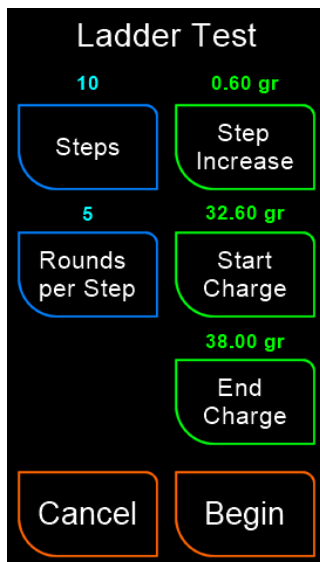 Ladder Test
10
0.60 gr
Steps
Step
Increase
5
32.60 gr
Rounds
per Step
Start
Charge
38.00 gr
End
Charge
Cancel
Begin